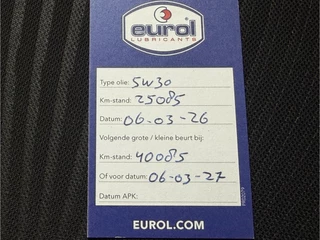 eurol
LUBRICANTS
Type olie: 5W30
Km-stand: 25085
Datum: 06-03-26
Volgende grote / kleine beurt bij:
Km-stand: 40085
Of voor datum: 06-03-27
Datum APK:
EUROL.COM